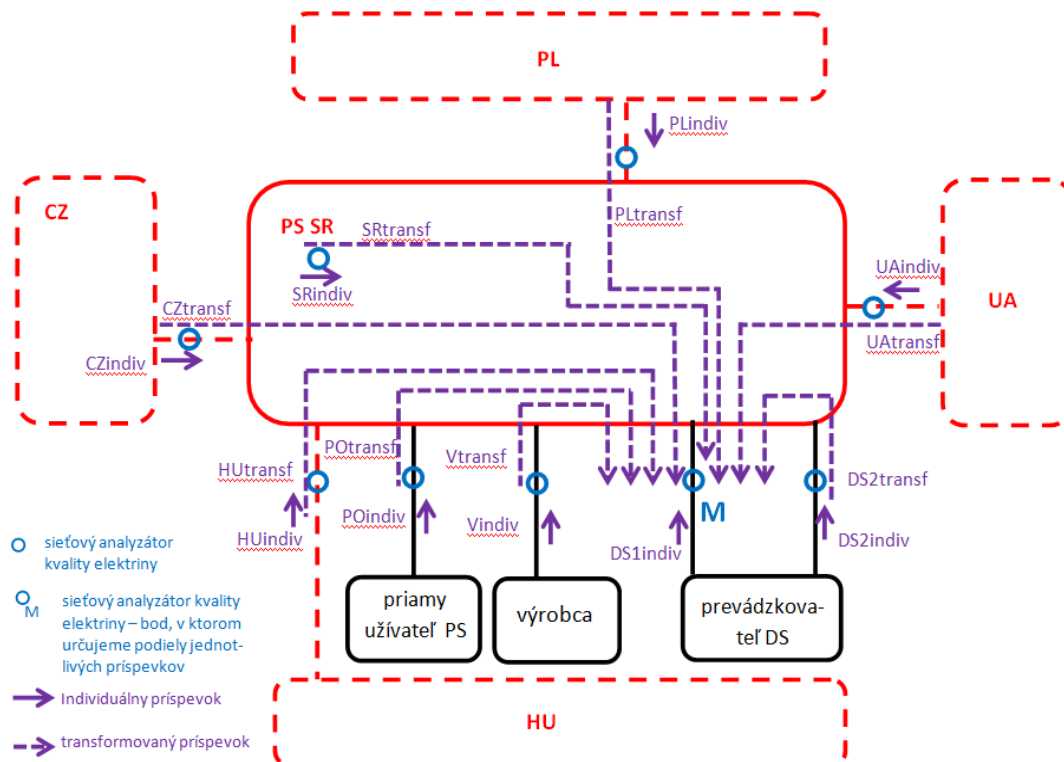 PL
PLindiv
CZ
PS SR
SRtransf
PLtransf
UAindiv
SRindiv
UA
CZtransf
UAtransf
CZindiv
HUtransf
POtransf
Vtransf
DS2transf
M
POindiv
Vindiv
HUindiv
DS1indiv
DS2indiv
sieťový analyzátor
kvality elektriny
priamy
užívateľ PS
výrobca
prevádzkova-
teľ DS
M
sieťový analyzátor kvality
elektriny – bod, v ktorom
určujeme podiely jednot-
livých príspevkov
Individuálny príspevok
HU
transformovaný príspevok